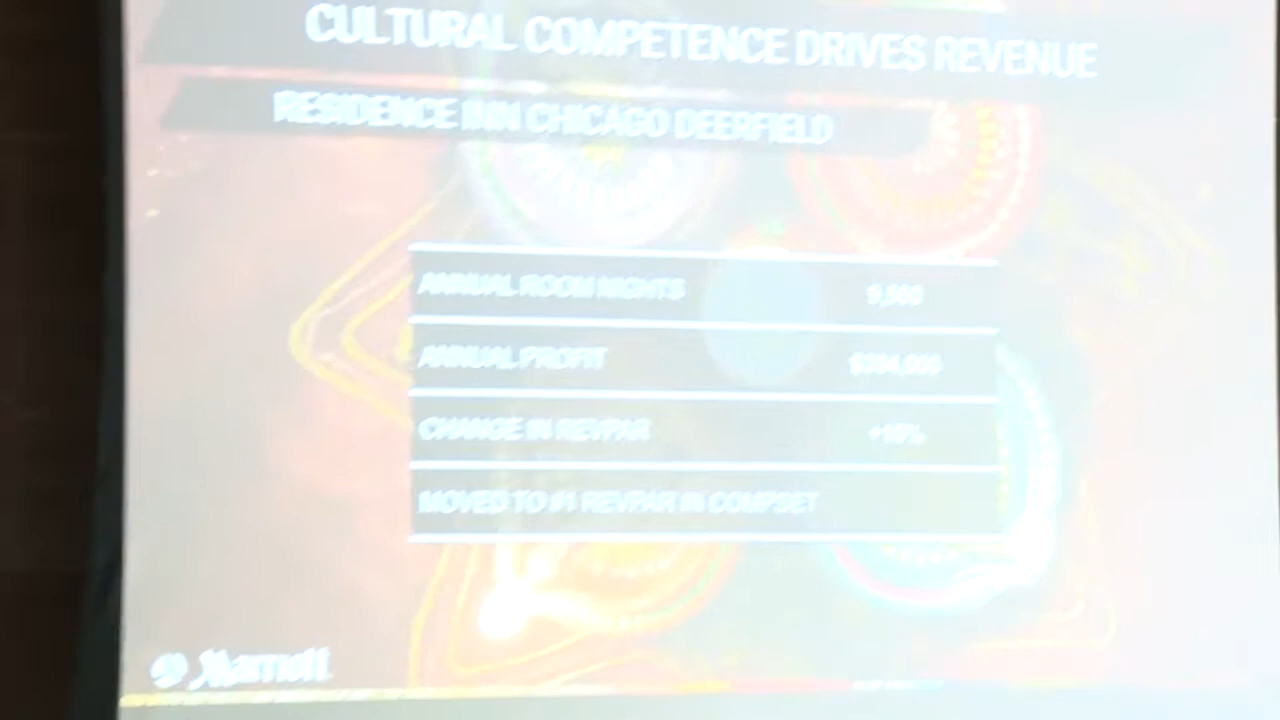 CULTURAL COMPETENCE DRIVES REVENUE
RESIDENCE INN CHICAGO DEERFIELD
ANNUAL ROOM NIGHTS
ANNUAL PROFIT
CHANGE IN REVPAR
MOVED TO #1 REVPAR IN COMPSET
Marriott